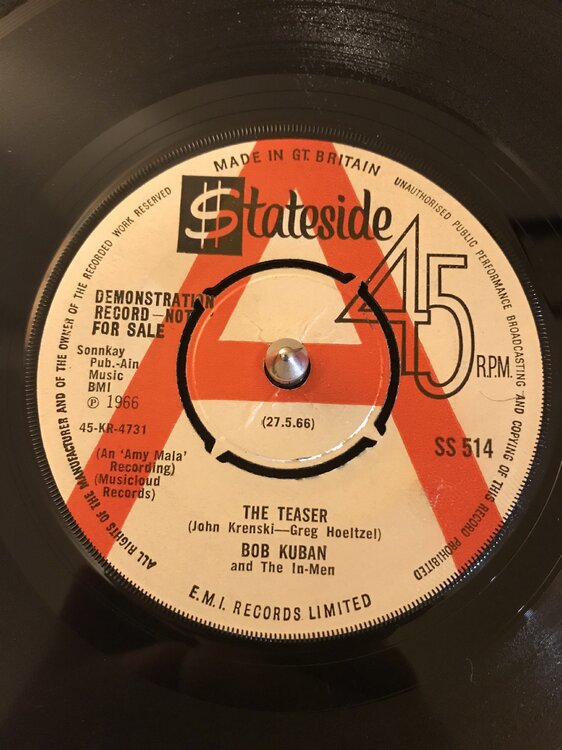 MADE IN GT. BRITAIN
UNAUTHORISED PUBLIC PERFORMANCE BROADCASTING AND COPYING OF THIS RECORD PROHIBITED
ALL RIGHTS OF THE MANUFACTURER AND OF THE OWNER OF THE RECORDED WORK RESERVED
Stateside
45
R.P.M.
A
DEMONSTRATION
RECORD—NOT
FOR SALE
Sonnkay
Pub.-Ain
Music
BMI
Ⓟ 1966
45-KR-4731
(27.5.66)
SS 514
(An 'Amy Mala'
Recording)
(Musicloud
Records)
THE TEASER
(John Krenski—Greg Hoeltzel)
BOB KUBAN
and The In-Men
E.M.I. RECORDS LIMITED